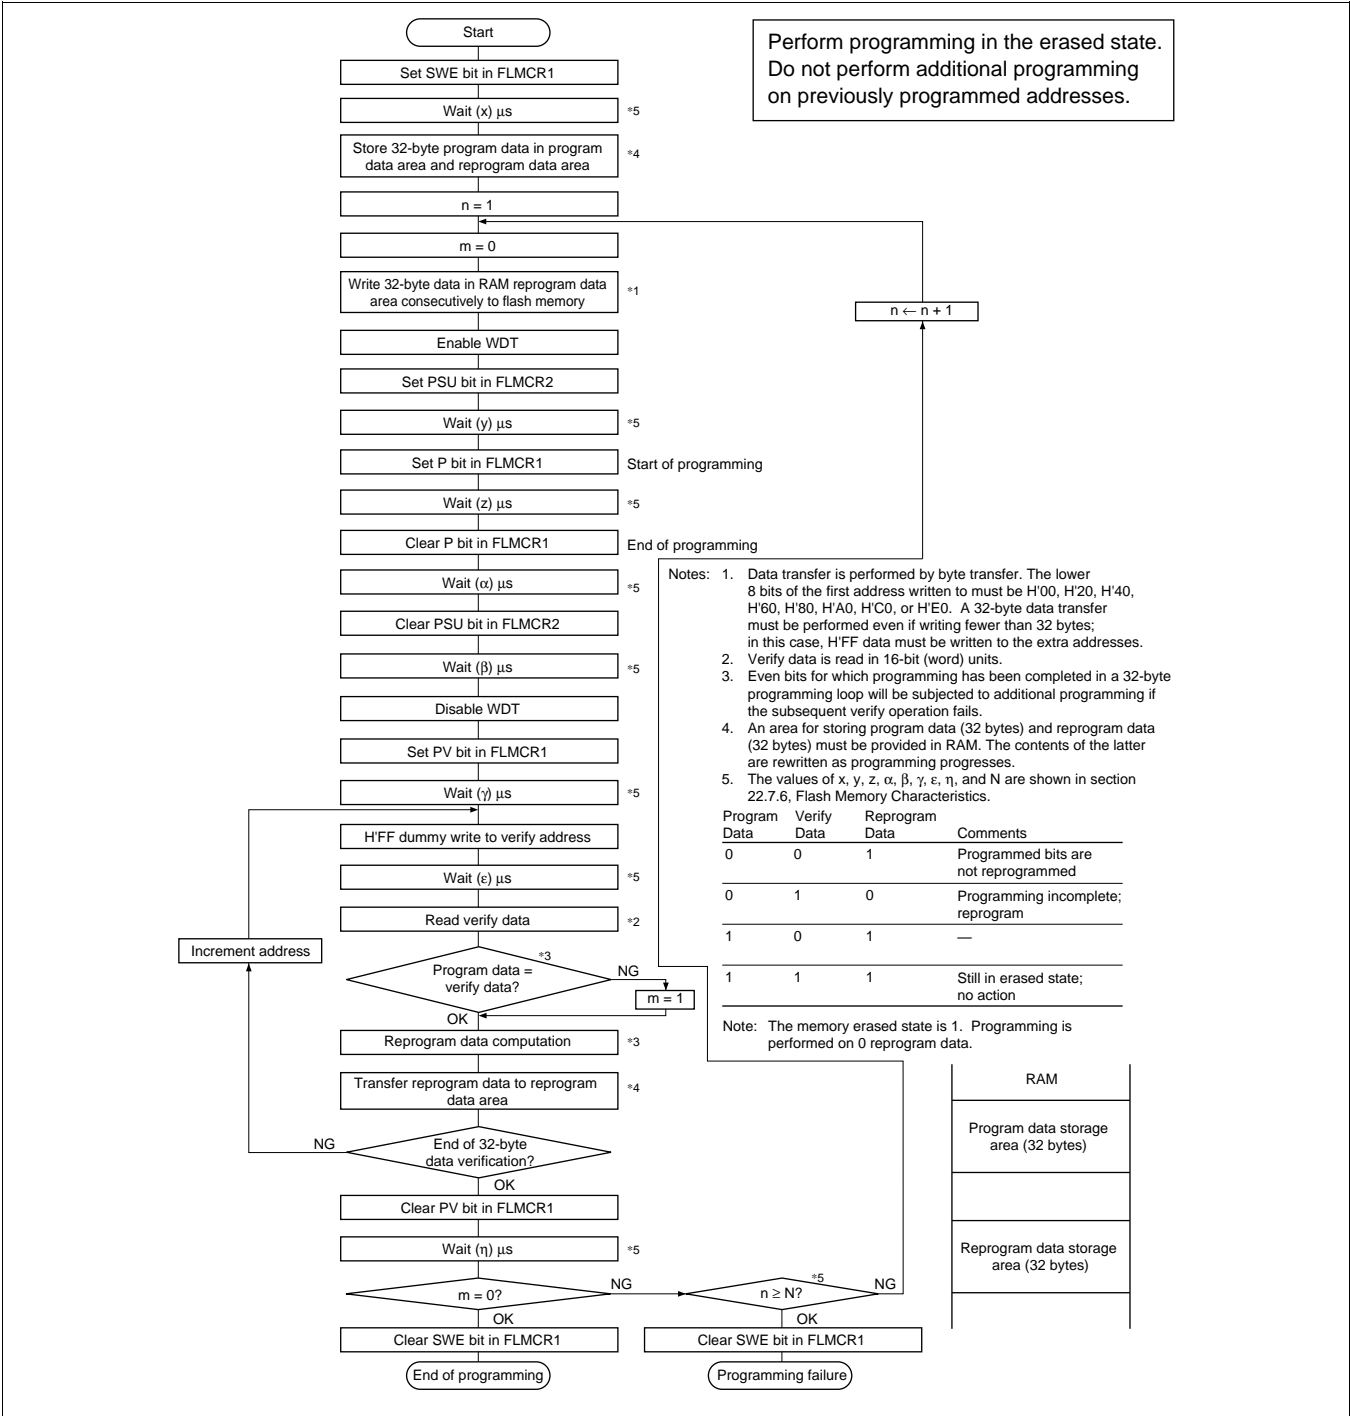 Start
Perform programming in the erased state.
Do not perform additional programming
on previously programmed addresses.
Set SWE bit in FLMCR1
Wait (x) μs
*5
Store 32-byte program data in program
data area and reprogram data area
*4
n = 1
m = 0
Write 32-byte data in RAM reprogram data
area consecutively to flash memory
*1
n ← n + 1
Enable WDT
Set PSU bit in FLMCR2
Wait (y) μs
*5
Set P bit in FLMCR1
Start of programming
Wait (z) μs
*5
Clear P bit in FLMCR1
End of programming
Wait (α) μs
*5
Clear PSU bit in FLMCR2
Wait (β) μs
*5
Disable WDT
Set PV bit in FLMCR1
Wait (γ) μs
*5
H'FF dummy write to verify address
Wait (ε) μs
*5
Read verify data
*2
Increment address
*3
Program data =
verify data?
NG
m = 1
OK
Reprogram data computation
*3
Transfer reprogram data to reprogram
data area
*4
NG
End of 32-byte
data verification?
OK
Clear PV bit in FLMCR1
Wait (η) μs
*5
m = 0?
NG
*5
n ≥ N?
NG
OK
OK
Clear SWE bit in FLMCR1
Clear SWE bit in FLMCR1
End of programming
Programming failure
Notes: 1. Data transfer is performed by byte transfer. The lower
8 bits of the first address written to must be H'00, H'20, H'40,
H'60, H'80, H'A0, H'C0, or H'E0. A 32-byte data transfer
must be performed even if writing fewer than 32 bytes;
in this case, H'FF data must be written to the extra addresses.
2. Verify data is read in 16-bit (word) units.
3. Even bits for which programming has been completed in a 32-byte
programming loop will be subjected to additional programming if
the subsequent verify operation fails.
4. An area for storing program data (32 bytes) and reprogram data
(32 bytes) must be provided in RAM. The contents of the latter
are rewritten as programming progresses.
5. The values of x, y, z, α, β, γ, ε, η, and N are shown in section
22.7.6, Flash Memory Characteristics.
Program Verify Reprogram
Data Data Data Comments
0 0 1 Programmed bits are
not reprogrammed
0 1 0 Programming incomplete;
reprogram
1 0 1 —
1 1 1 Still in erased state;
no action
Note: The memory erased state is 1. Programming is
performed on 0 reprogram data.
RAM
Program data storage
area (32 bytes)
Reprogram data storage
area (32 bytes)